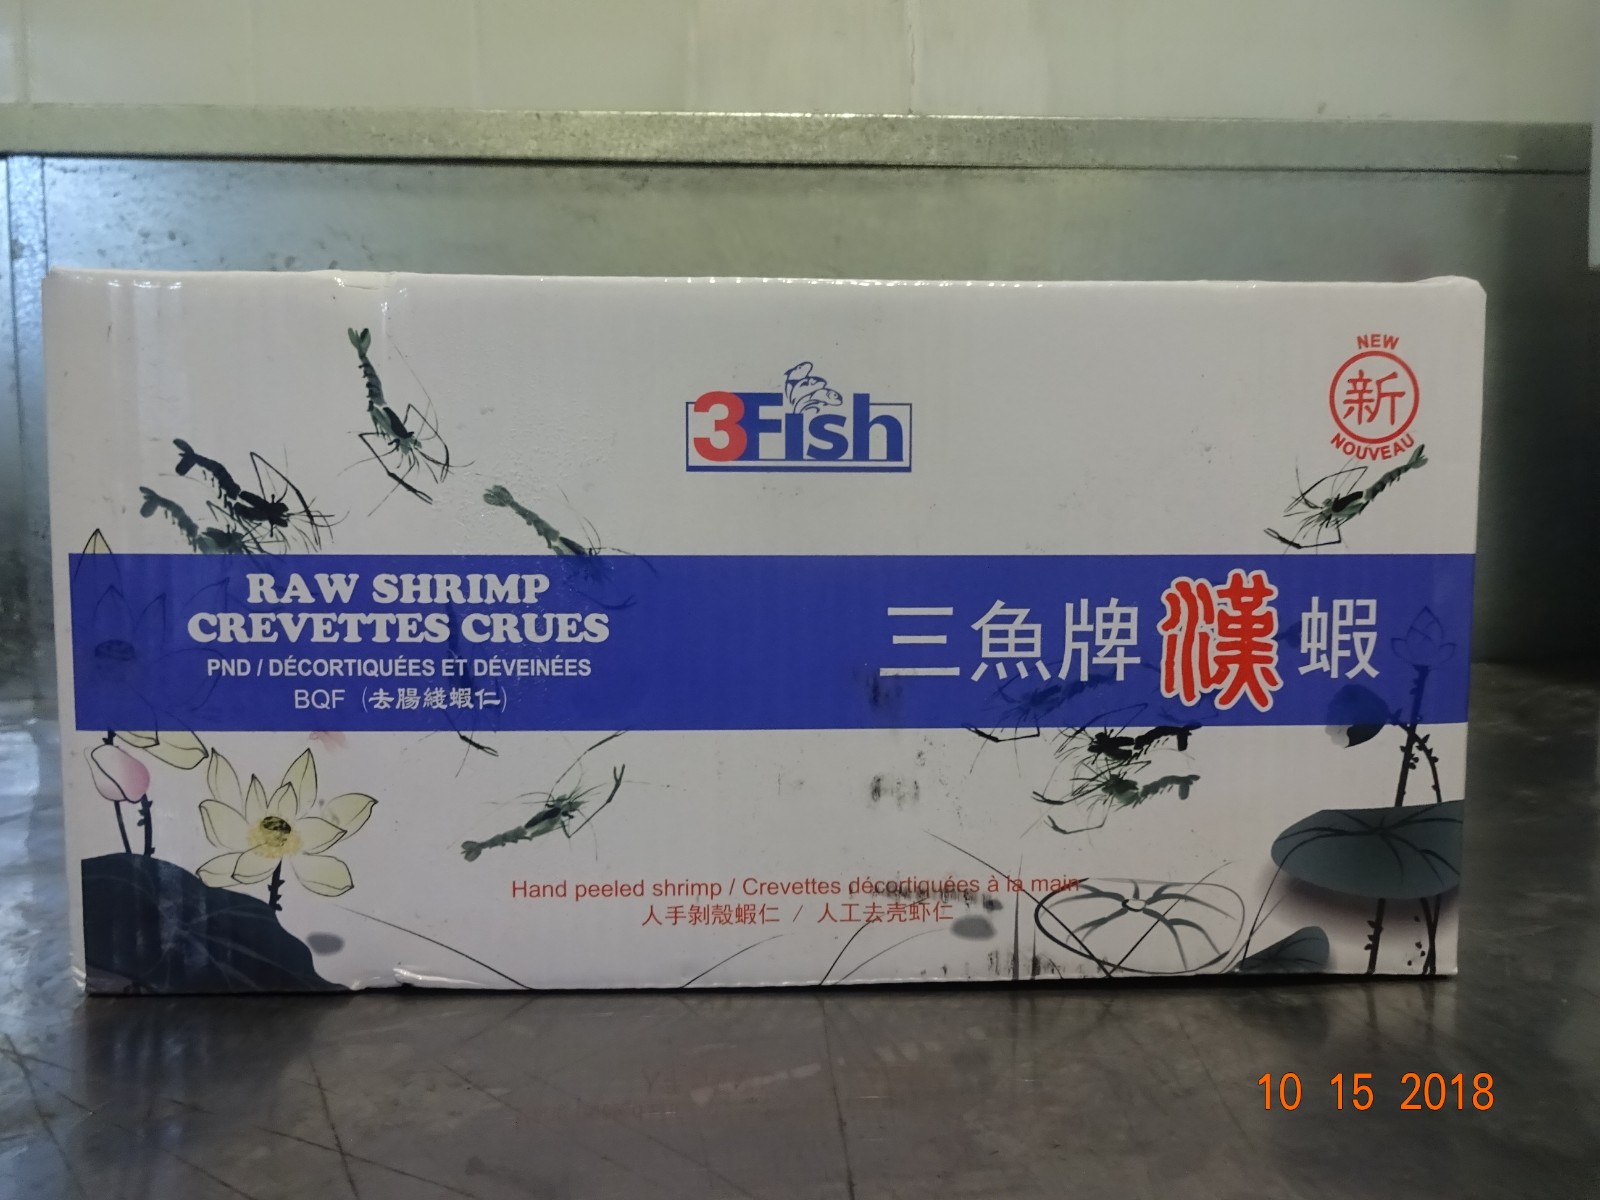 NEW
新
NOUVEAU
3Fish
RAW SHRIMP
CREVETTES CRUES
PND / DÉCORTIQUÉES ET DÉVEINÉES
BQF (去腸綫蝦仁)
三魚牌漢蝦
Hand peeled shrimp / Crevettes décortiquées à la main
人手剝殼蝦仁 / 人工去壳虾仁
10 15 2018